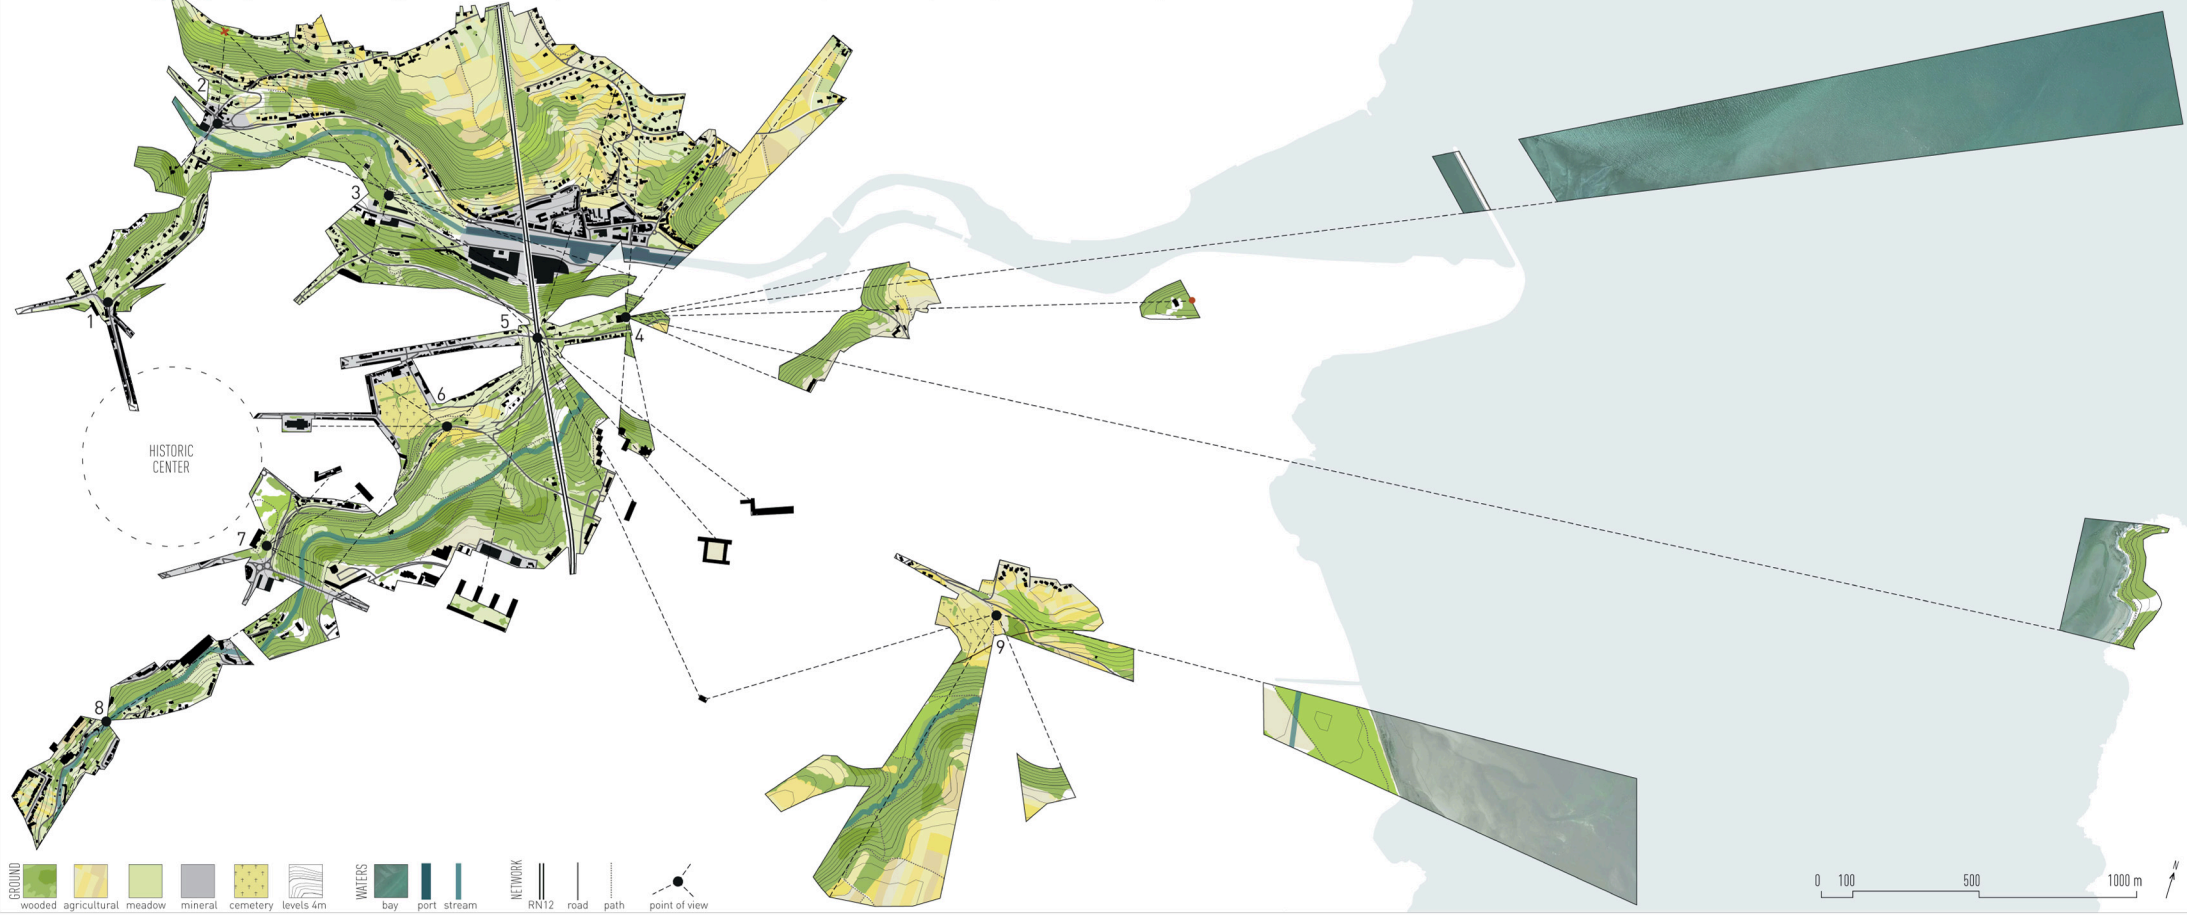 2
3
1
5
4
6
HISTORIC
CENTER
7
9
8
GROUND
wooded agricultural meadow mineral cemetery levels 4m
WATERS
bay port stream
NETWORK
RN12 road path
point of view
0 100 500 1000 m
N